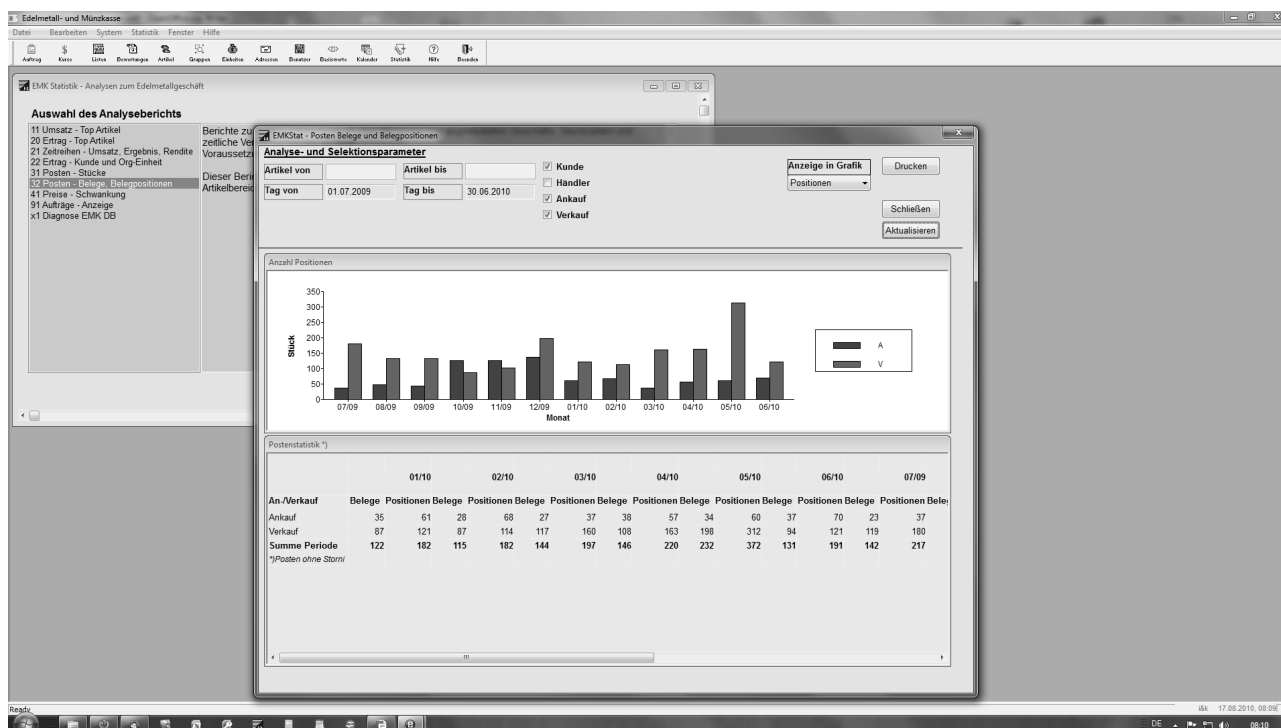 Edelmetall- und Münzkasse
Datei Bearbeiten System Statistik Fenster Hilfe
Auftrag Kurse Listen Bewertungen Artikel Gruppen Einheiten Adressen Benutzer Basiswerte Kalender Statistik Hilfe Beenden
EMK Statistik - Analysen zum Edelmetallgeschäft
Auswahl des Analyseberichts
11 Umsatz - Top Artikel
20 Ertrag - Top Artikel
21 Zeitreihen - Umsatz, Ergebnis, Rendite
22 Ertrag - Kunde und Org-Einheit
31 Posten - Stücke
32 Posten - Belege, Belegpositionen
41 Preise - Schwankung
91 Aufträge - Anzeige
x1 Diagnose EMK DB
Berichte zu
zeitliche Ve
Voraussetz
Dieser Beri
Artikelberei
EMKStat - Posten Belege und Belegpositionen
Analyse- und Selektionsparameter
Artikel von Artikel bis
Tag von 01.07.2009 Tag bis 30.06.2010
Kunde
Händler
Ankauf
Verkauf
Anzeige in Grafik
Positionen
Drucken
Schließen
Aktualisieren
Anzahl Positionen
Stück
350
300
250
200
150
100
50
0
07/09 08/09 09/09 10/09 11/09 12/09 01/10 02/10 03/10 04/10 05/10 06/10
Monat
A
V
Postenstatistik *)
01/10 02/10 03/10 04/10 05/10 06/10 07/09
An-/Verkauf Belege Positionen Belege Positionen Belege Positionen Belege Positionen Belege Positionen Belege Positionen Belege Positionen Bele
Ankauf 35 61 28 68 27 37 38 57 34 60 37 70 23 37
Verkauf 87 121 87 114 117 160 108 163 198 312 94 121 119 180
Summe Periode 122 182 115 182 144 197 146 220 232 372 131 191 142 217
*)Posten ohne Storni
Ready
i&k 17.08.2010, 08:09
DE 08:10